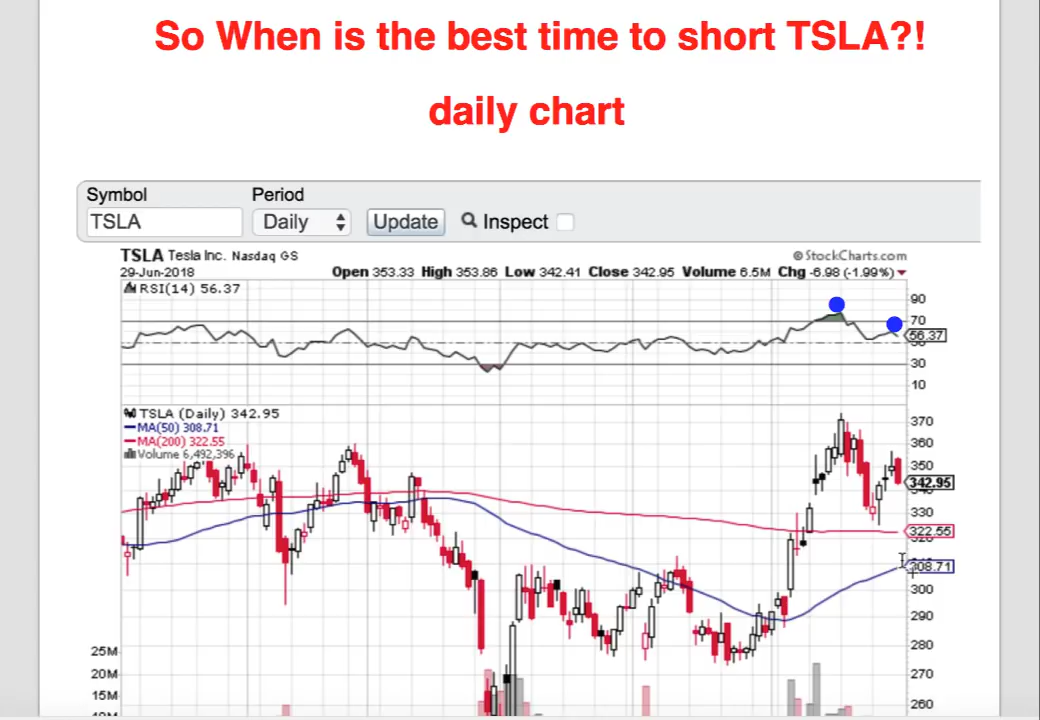 So When is the best time to short TSLA?!
daily chart
Symbol Period
TSLA Daily Update Inspect
TSLA Tesla Inc. Nasdaq GS ©StockCharts.com
29-Jun-2018 Open 353.33 High 353.86 Low 342.41 Close 342.95 Volume 6.5M Chg -6.98 (-1.99%)
RSI(14) 56.37
90
70
56.37
30
10
TSLA (Daily) 342.95
MA(50) 308.71
MA(200) 322.55
Volume 6,492,396
370
360
350
342.95
330
322.55
308.71
300
290
280
270
260
25M
20M
15M